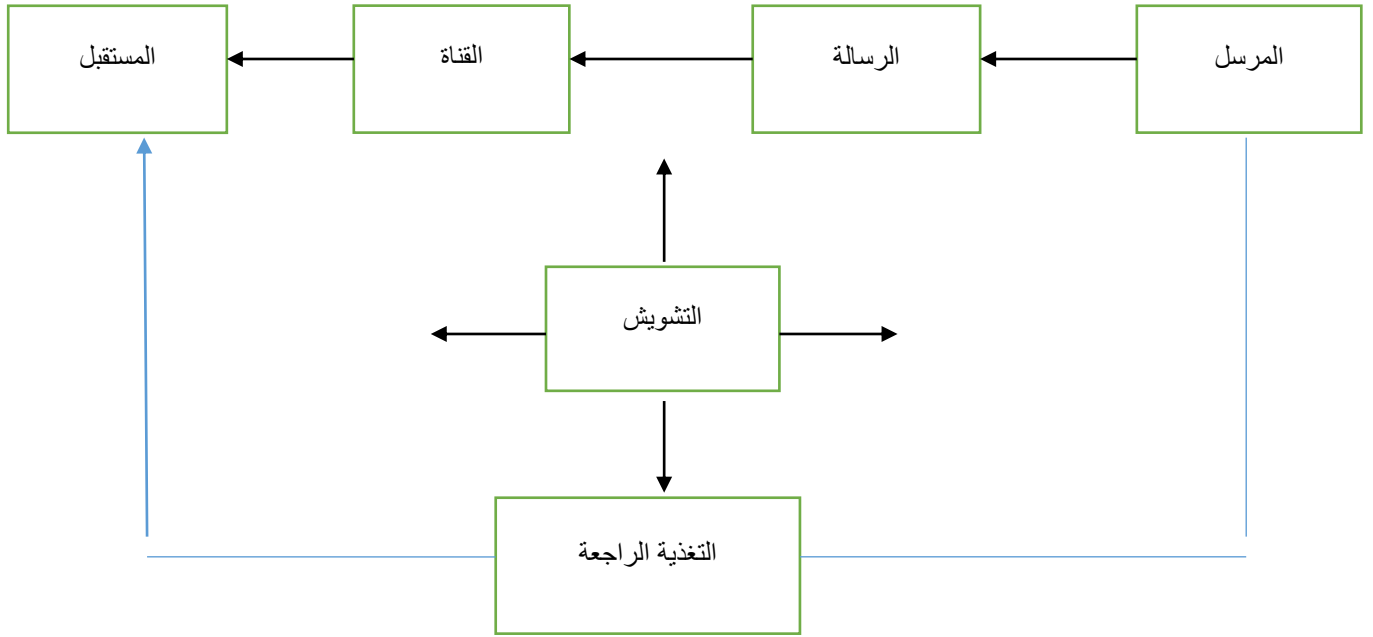 المرسل
الرسالة
القناة
المستقبل
التشويش
التغذية الراجعة